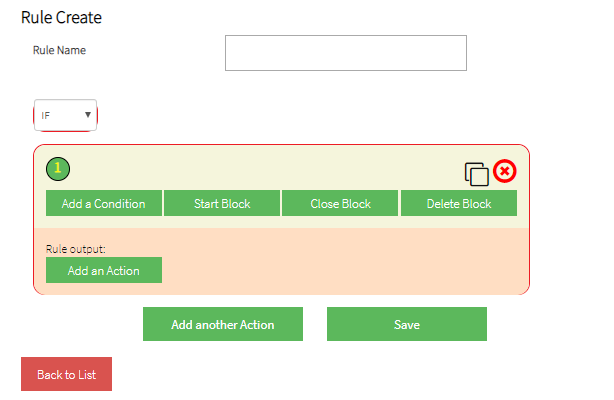 Rule Create
Rule Name
IF
1
Add a Condition Start Block Close Block Delete Block
Rule output:
Add an Action
Add another Action Save
Back to List